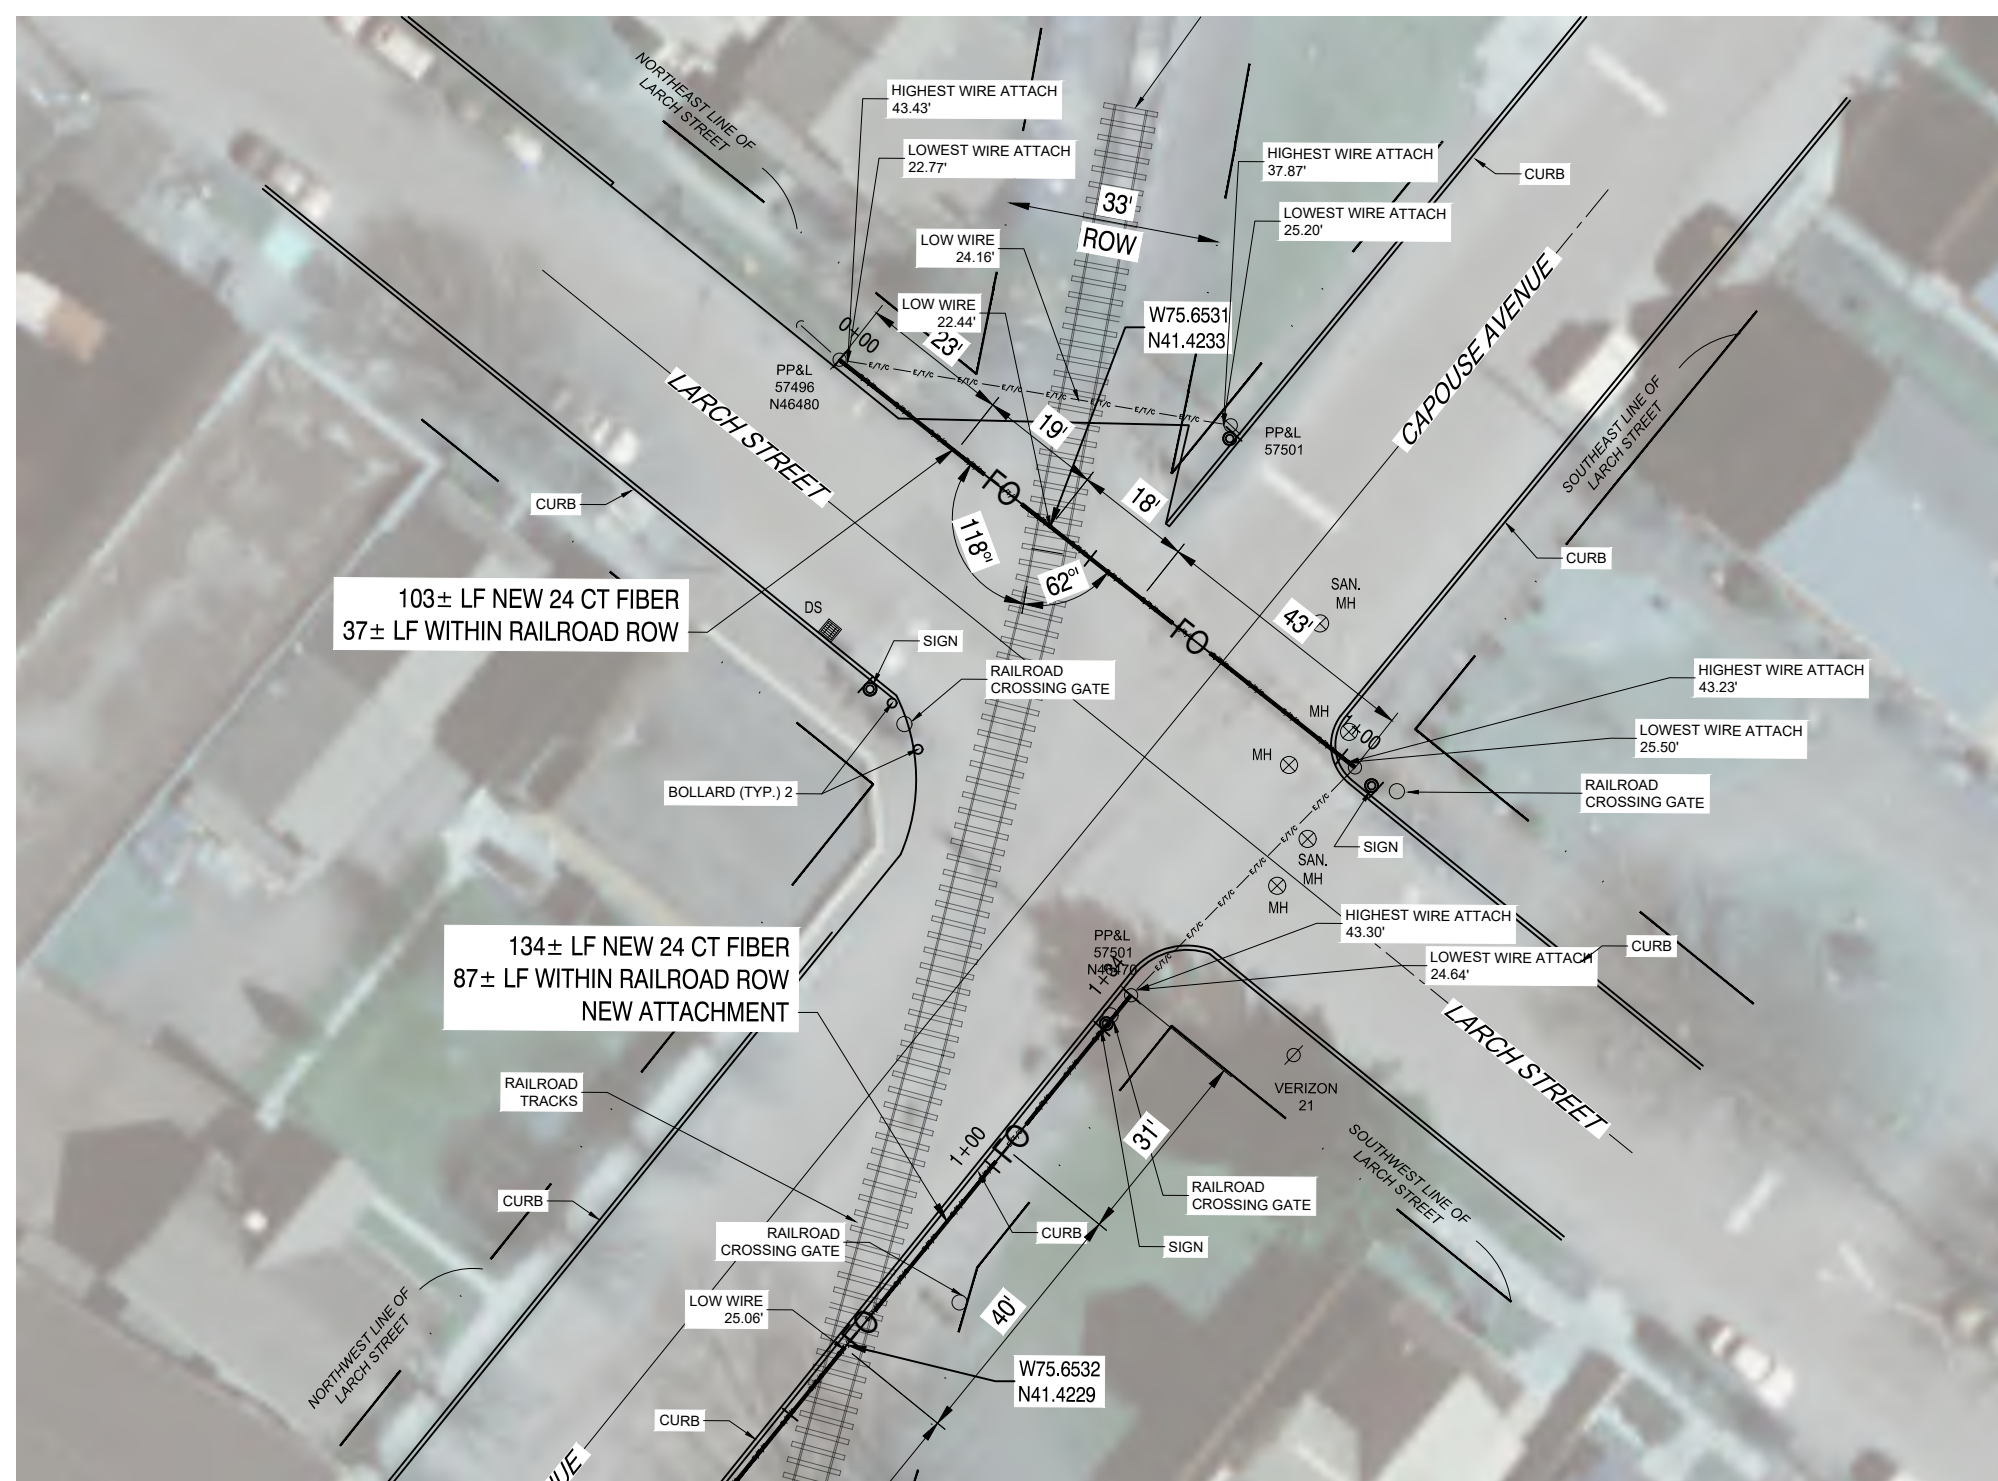 NORTHEAST LINE OF
LARCH STREET
HIGHEST WIRE ATTACH
43.43'
LOWEST WIRE ATTACH
22.77'
HIGHEST WIRE ATTACH
37.87'
LOWEST WIRE ATTACH
25.20'
CURB
33'
ROW
LOW WIRE
24.16'
LOW WIRE
22.44'
W75.6531
N41.4233
0+00
23'
PP&L
57496
N46480
E/T/C
E/T/C
E/T/C
E/T/C
E/T/C
E/T/C
E/T/C
E/T/C
LARCH STREET
19'
PP&L
57501
CAPOUSE AVENUE
SOUTHEAST LINE OF
LARCH STREET
CURB
FO
18'
118°
62°
CURB
103± LF NEW 24 CT FIBER
37± LF WITHIN RAILROAD ROW
DS
SIGN
RAILROAD
CROSSING GATE
FO
43'
SAN.
MH
HIGHEST WIRE ATTACH
43.23'
MH
1+00
LOWEST WIRE ATTACH
25.50'
MH
RAILROAD
CROSSING GATE
BOLLARD (TYP.) 2
SIGN
E/T/C
E/T/C
E/T/C
E/T/C
E/T/C
E/T/C
SAN.
MH
MH
HIGHEST WIRE ATTACH
43.30'
LOWEST WIRE ATTACH
24.64'
CURB
PP&L
57501
N46470
134± LF NEW 24 CT FIBER
87± LF WITHIN RAILROAD ROW
NEW ATTACHMENT
LARCH STREET
VERIZON
21
RAILROAD
TRACKS
31'
1+00
FO
SOUTHWEST LINE OF
LARCH STREET
RAILROAD
CROSSING GATE
CURB
RAILROAD
CROSSING GATE
CURB
SIGN
NORTHWEST LINE OF
LARCH STREET
LOW WIRE
25.06'
40'
W75.6532
N41.4229
CURB